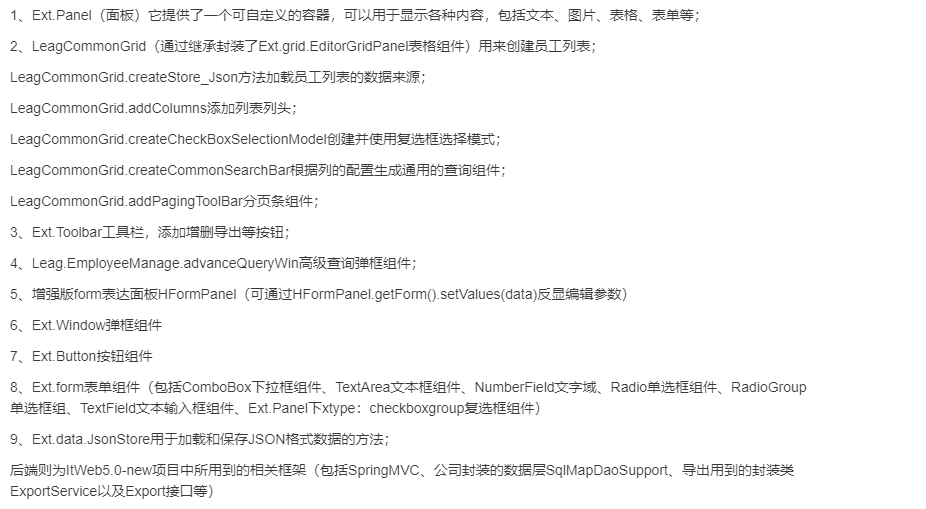 1、Ext.Panel（面板）它提供了一个可自定义的容器，可以用于显示各种内容，包括文本、图片、表格、表单等；
2、LeagCommonGrid（通过继承封装了Ext.grid.EditorGridPanel表格组件）用来创建员工列表；
LeagCommonGrid.createStore_Json方法加载员工列表的数据来源；
LeagCommonGrid.addColumns添加列表列头；
LeagCommonGrid.createCheckBoxSelectionModel创建并使用复选框选择模式；
LeagCommonGrid.createCommonSearchBar根据列的配置生成通用的查询组件；
LeagCommonGrid.addPagingToolBar分页条组件；
3、Ext.Toolbar工具栏，添加增删导出等按钮；
4、Leag.EmployeeManage.advanceQueryWin高级查询弹框组件；
5、增强版form表达面板HFormPanel（可通过HFormPanel.getForm().setValues(data)反显编辑参数）
6、Ext.Window弹框组件
7、Ext.Button按钮组件
8、Ext.form表单组件（包括ComboBox下拉框组件、TextArea文本框组件、NumberField文字域、Radio单选框组件、RadioGroup
单选框组、TextField文本输入框组件、Ext.Panel下xtype：checkboxgroup复选框组件）
9、Ext.data.JsonStore用于加载和保存JSON格式数据的方法；
后端则为ItWeb5.0-new项目中所用到的相关框架（包括SpringMVC、公司封装的数据层SqlMapDaoSupport、导出用到的封装类
ExportService以及Export接口等）